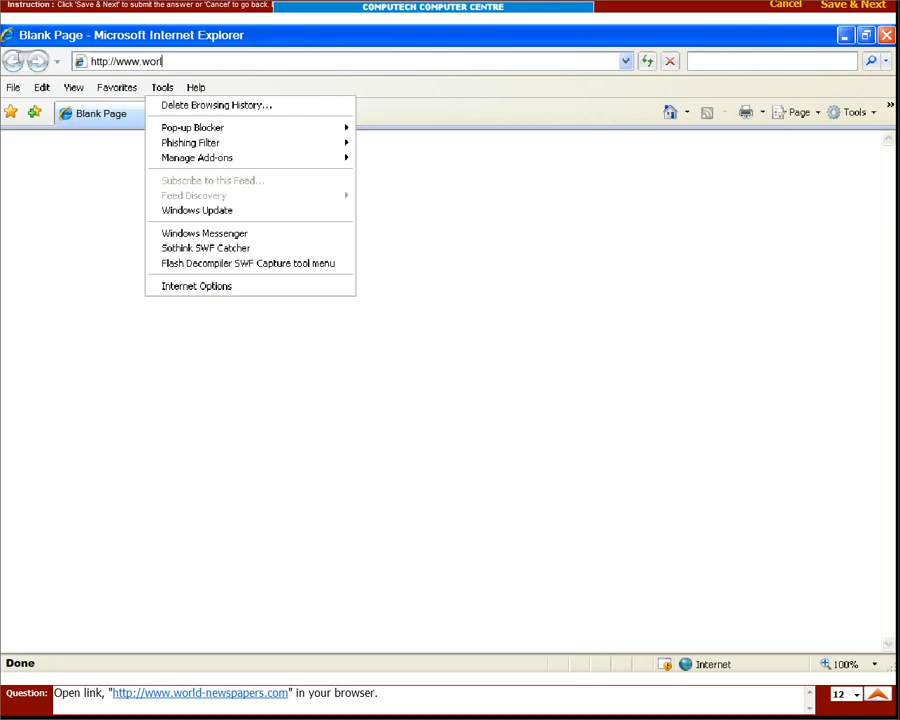 Instruction : Click 'Save & Next' to submit the answer or 'Cancel' to go back.
COMPUTECH COMPUTER CENTRE
Cancel Save & Next
Blank Page - Microsoft Internet Explorer
http://www.worl
File Edit View Favorites Tools Help
Blank Page
Page Tools
Delete Browsing History...
Pop-up Blocker
Phishing Filter
Manage Add-ons
Subscribe to this Feed...
Feed Discovery
Windows Update
Windows Messenger
Sothink SWF Catcher
Flash Decompiler SWF Capture tool menu
Internet Options
Done Internet 100%
Question: Open link, "http://www.world-newspapers.com" in your browser. 12